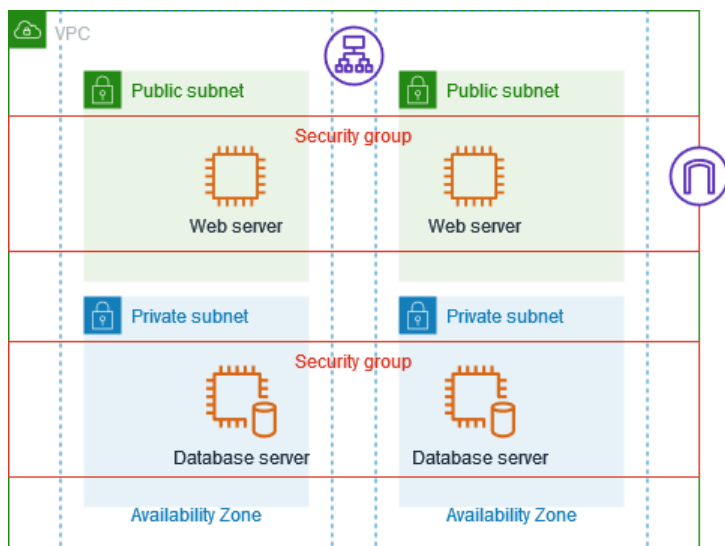 VPC
Public subnet
Public subnet
Security group
Web server
Web server
Private subnet
Private subnet
Security group
Database server
Database server
Availability Zone
Availability Zone